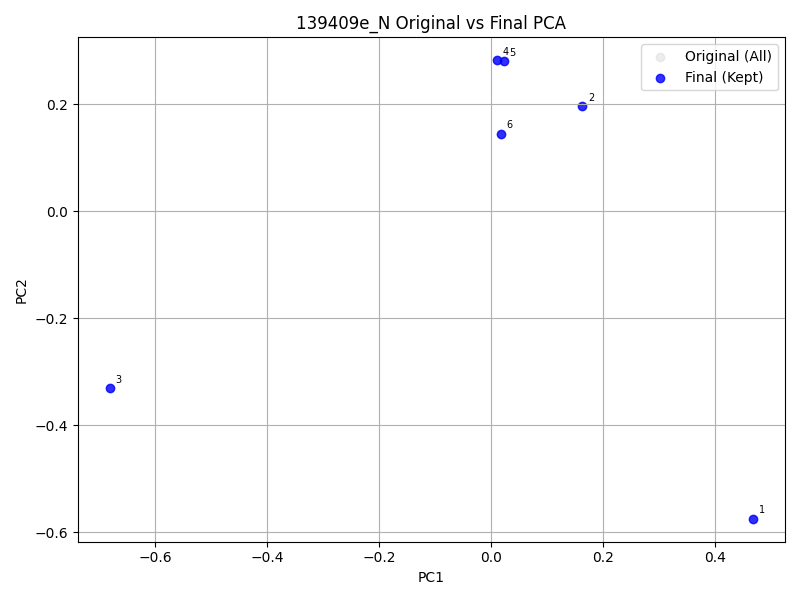 139409e_N Original vs Final PCA
Original (All)
Final (Kept)
4 5
2
6
3
1
0.2
0.0
−0.2
−0.4
−0.6
PC2
−0.6 −0.4 −0.2 0.0 0.2 0.4
PC1